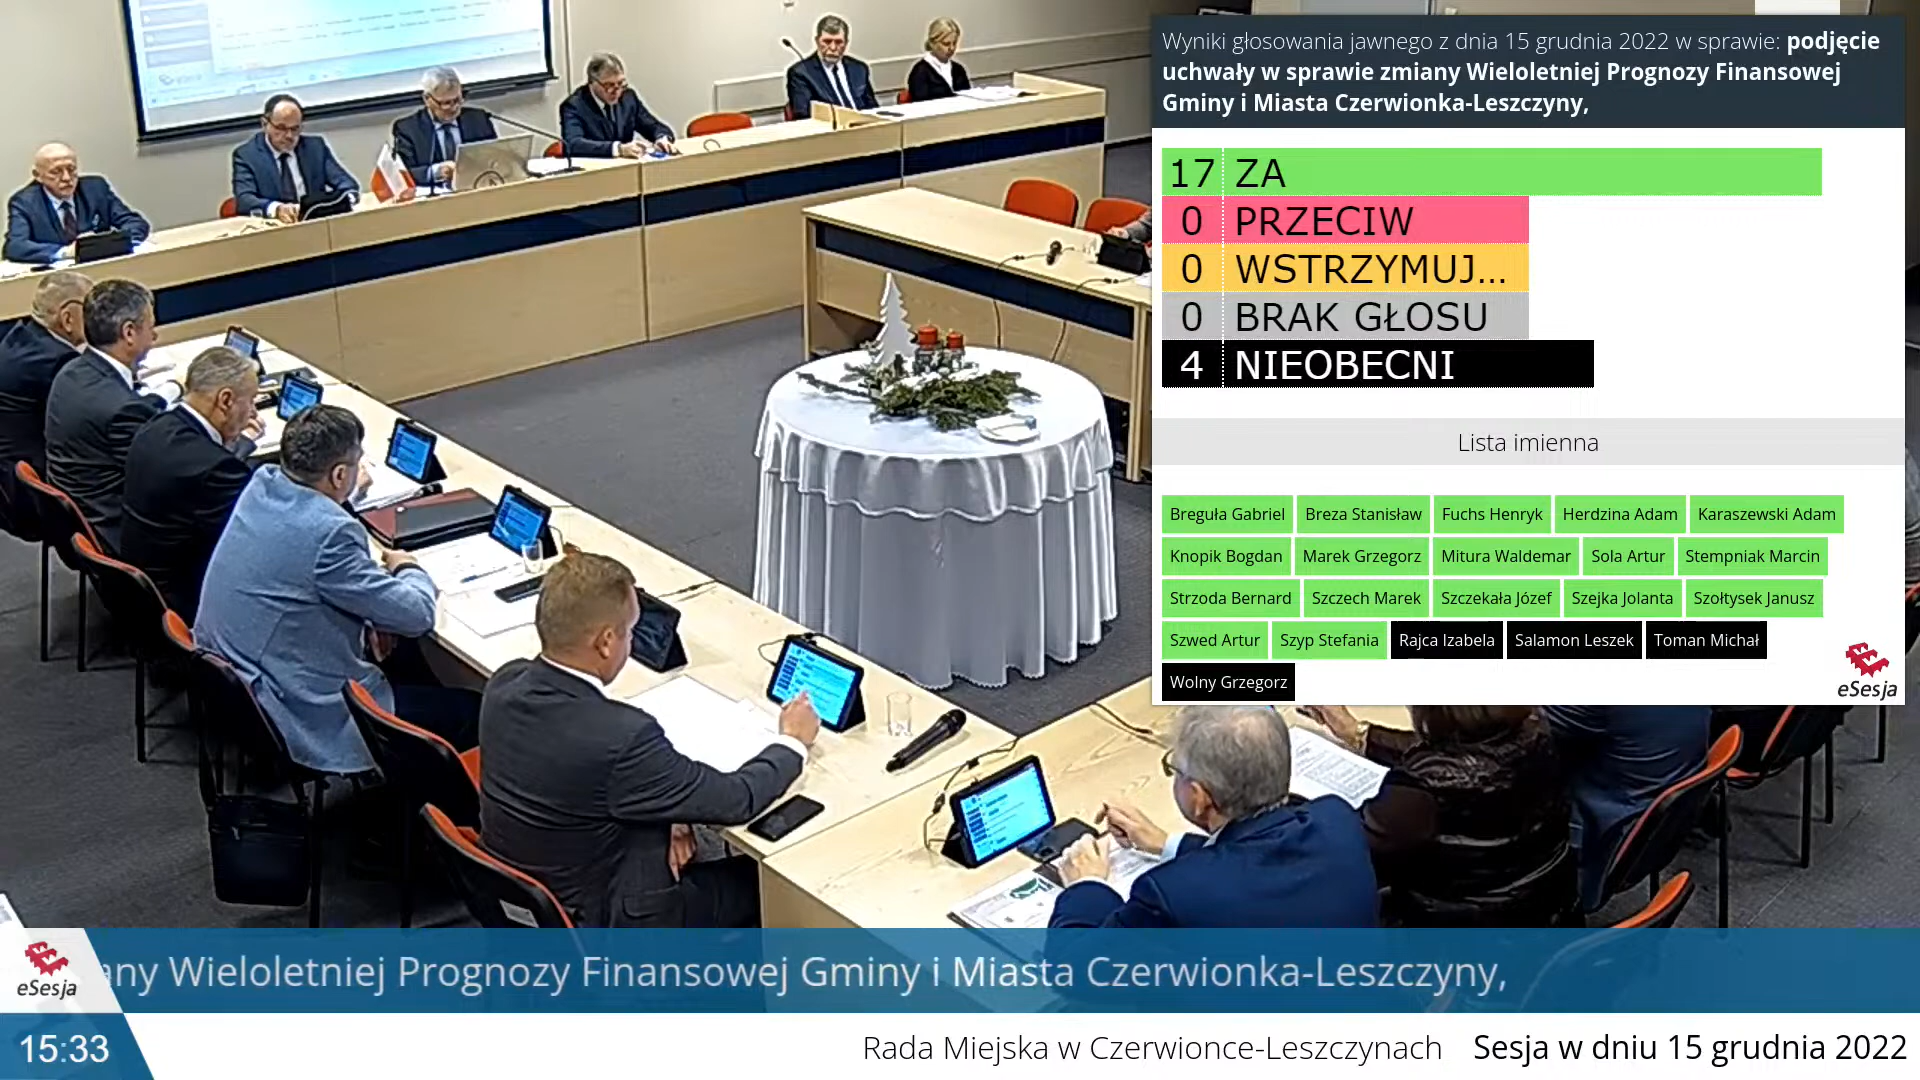 Wyniki głosowania jawnego z dnia 15 grudnia 2022 w sprawie: podjęcie
uchwały w sprawie zmiany Wieloletniej Prognozy Finansowej
Gminy i Miasta Czerwionka-Leszczyny,
17 ZA
0 PRZECIW
0 WSTRZYMUJ...
0 BRAK GŁOSU
4 NIEOBECNI
Lista imienna
Breguła Gabriel Breza Stanisław Fuchs Henryk Herdzina Adam Karaszewski Adam
Knopik Bogdan Marek Grzegorz Mitura Waldemar Sola Artur Stempniak Marcin
Strzoda Bernard Szczech Marek Szczekała Józef Szejka Jolanta Szołtysek Janusz
Szwed Artur Szyp Stefania Rajca Izabela Salamon Leszek Toman Michał
Wolny Grzegorz
eSesja
eSesja
any Wieloletniej Prognozy Finansowej Gminy i Miasta Czerwionka-Leszczyny,
15:33
Rada Miejska w Czerwionce-Leszczynach Sesja w dniu 15 grudnia 2022